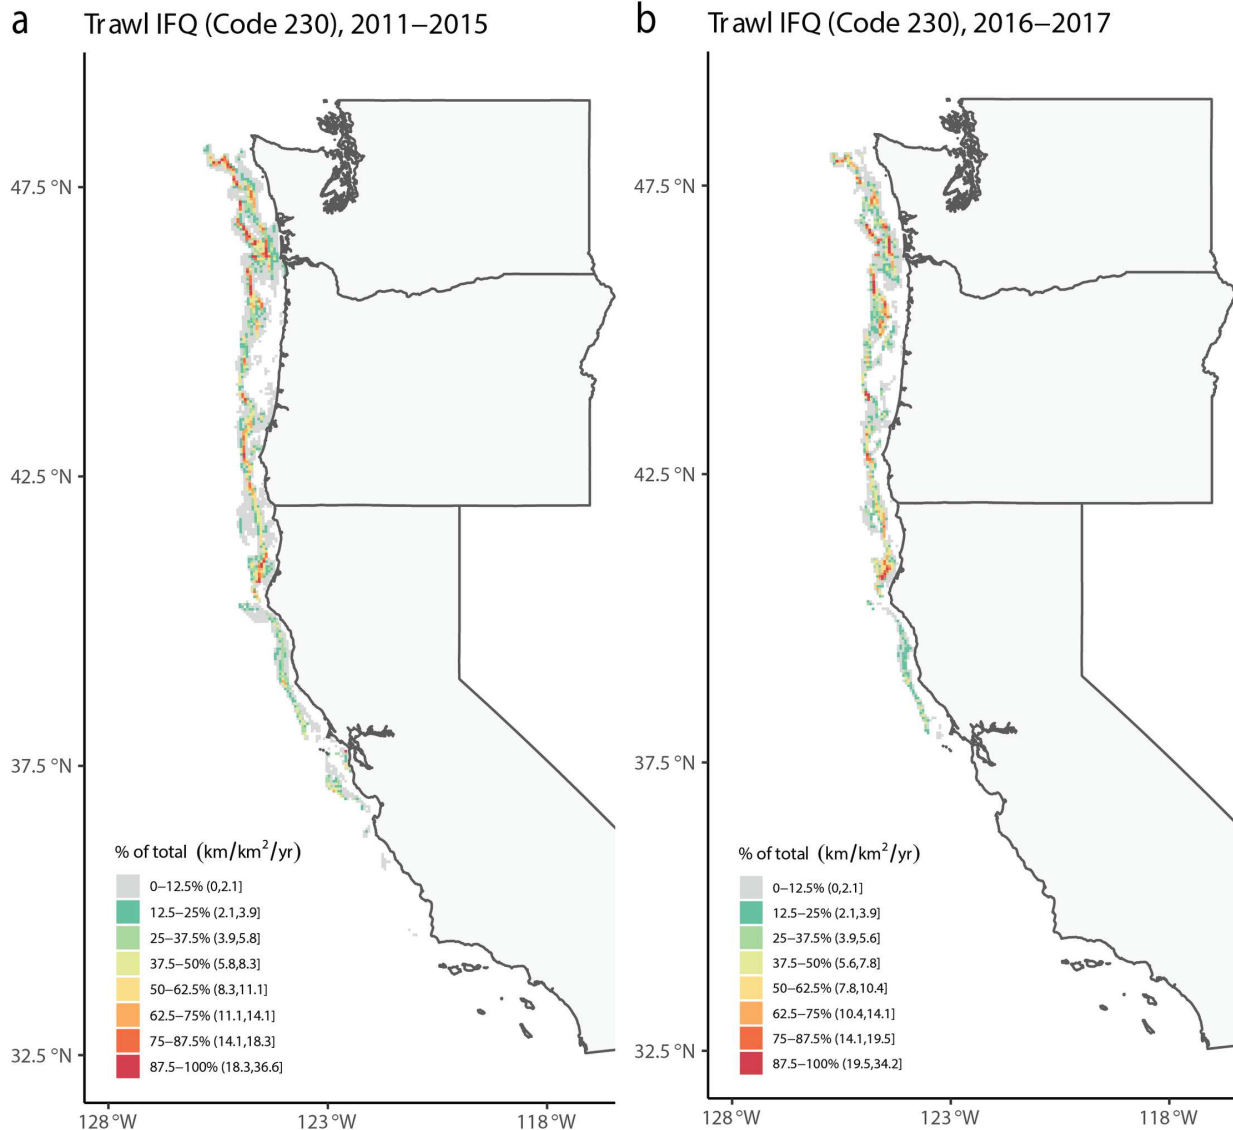 a
Trawl IFQ (Code 230), 2011–2015
47.5 °N
42.5 °N
37.5 °N
32.5 °N
% of total (km/km²/yr)
0–12.5% (0,2.1]
12.5–25% (2.1,3.9]
25–37.5% (3.9,5.8]
37.5–50% (5.8,8.3]
50–62.5% (8.3,11.1]
62.5–75% (11.1,14.1]
75–87.5% (14.1,18.3]
87.5–100% (18.3,36.6]
128 °W
123 °W
118 °W
b
Trawl IFQ (Code 230), 2016–2017
47.5 °N
42.5 °N
37.5 °N
32.5 °N
% of total (km/km²/yr)
0–12.5% (0,2.1]
12.5–25% (2.1,3.9]
25–37.5% (3.9,5.6]
37.5–50% (5.6,7.8]
50–62.5% (7.8,10.4]
62.5–75% (10.4,14.1]
75–87.5% (14.1,19.5]
87.5–100% (19.5,34.2]
128 °W
123 °W
118 °W